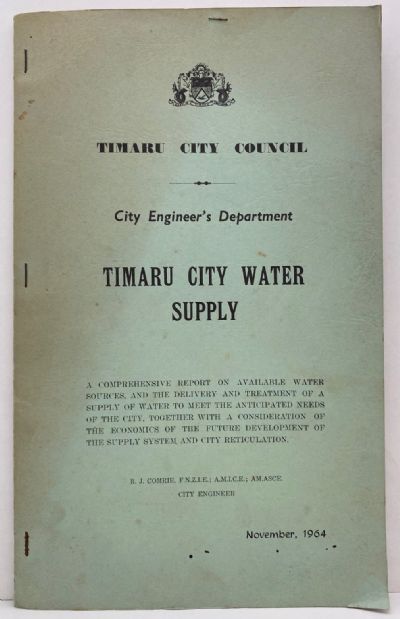 TIMARU CITY COUNCIL
City Engineer's Department
TIMARU CITY WATER
SUPPLY
A COMPREHENSIVE REPORT ON AVAILABLE WATER
SOURCES, AND THE DELIVERY AND TREATMENT OF A
SUPPLY OF WATER TO MEET THE ANTICIPATED NEEDS
OF THE CITY, TOGETHER WITH A CONSIDERATION OF
THE ECONOMICS OF THE FUTURE DEVELOPMENT OF
THE SUPPLY SYSTEM AND CITY RETICULATION.
R. J. COMRIE, F.N.Z.I.E.; A.M.I.C.E.; AM.ASCE.
CITY ENGINEER
November, 1964